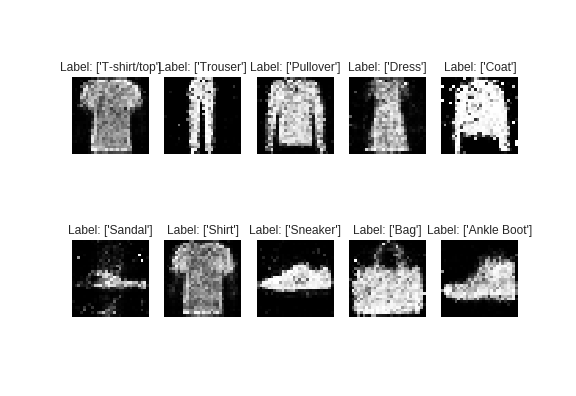 Label: ['T-shirt/top'] Label: ['Trouser'] Label: ['Pullover'] Label: ['Dress'] Label: ['Coat']
Label: ['Sandal'] Label: ['Shirt'] Label: ['Sneaker'] Label: ['Bag'] Label: ['Ankle Boot']